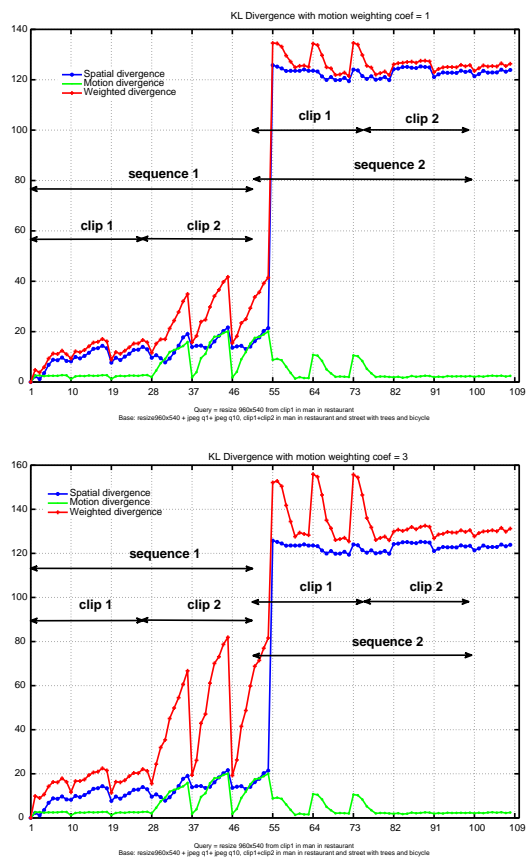 KL Divergence with motion weighting coef = 1
140
Spatial divergence
Motion divergence
Weighted divergence
120
clip 1
clip 2
100
sequence 1
sequence 2
80
clip 1
clip 2
60
40
20
0
1 10 19 28 37 46 55 64 73 82 91 100 109
Query = resize 960x540 from clip1 in man in restaurant
Base: resize960x540 + jpeg q1+ jpeg q10, clip1+clip2 in man in restaurant and street with trees and bicycle
KL Divergence with motion weighting coef = 3
160
Spatial divergence
Motion divergence
Weighted divergence
140
120
sequence 1
clip 1
clip 2
clip 1
clip 2
100
80
sequence 2
60
40
20
0
1 10 19 28 37 46 55 64 73 82 91 100 109
Query = resize 960x540 from clip1 in man in restaurant
Base: resize960x540 + jpeg q1+ jpeg q10, clip1+clip2 in man in restaurant and street with trees and bicycle